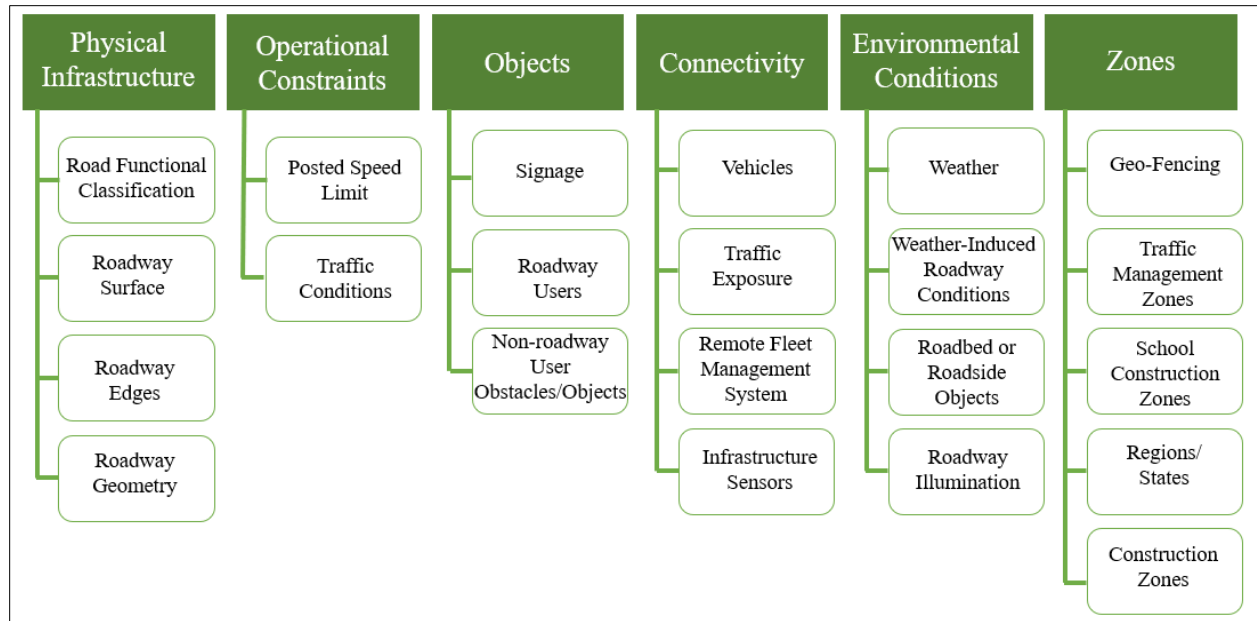 Physical
Infrastructure
Road Functional
Classification
Roadway
Surface
Roadway
Edges
Roadway
Geometry
Operational
Constraints
Posted Speed
Limit
Traffic
Conditions
Objects
Signage
Roadway
Users
Non-roadway
User
Obstacles/Objects
Connectivity
Vehicles
Traffic
Exposure
Remote Fleet
Management
System
Infrastructure
Sensors
Environmental
Conditions
Weather
Weather-Induced
Roadway
Conditions
Roadbed or
Roadside
Objects
Roadway
Illumination
Zones
Geo-Fencing
Traffic
Management
Zones
School
Construction
Zones
Regions/
States
Construction
Zones